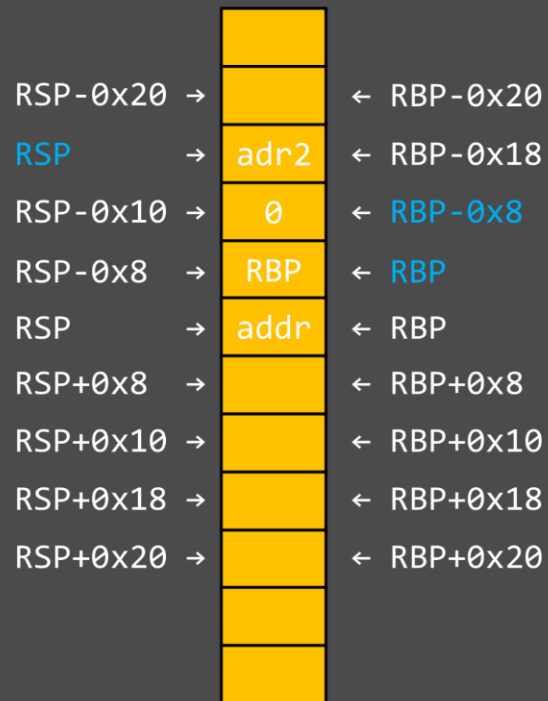 RSP-0x20 → ← RBP-0x20
RSP → adr2 ← RBP-0x18
RSP-0x10 → 0 ← RBP-0x8
RSP-0x8 → RBP ← RBP
RSP → addr ← RBP
RSP+0x8 → ← RBP+0x8
RSP+0x10 → ← RBP+0x10
RSP+0x18 → ← RBP+0x18
RSP+0x20 → ← RBP+0x20